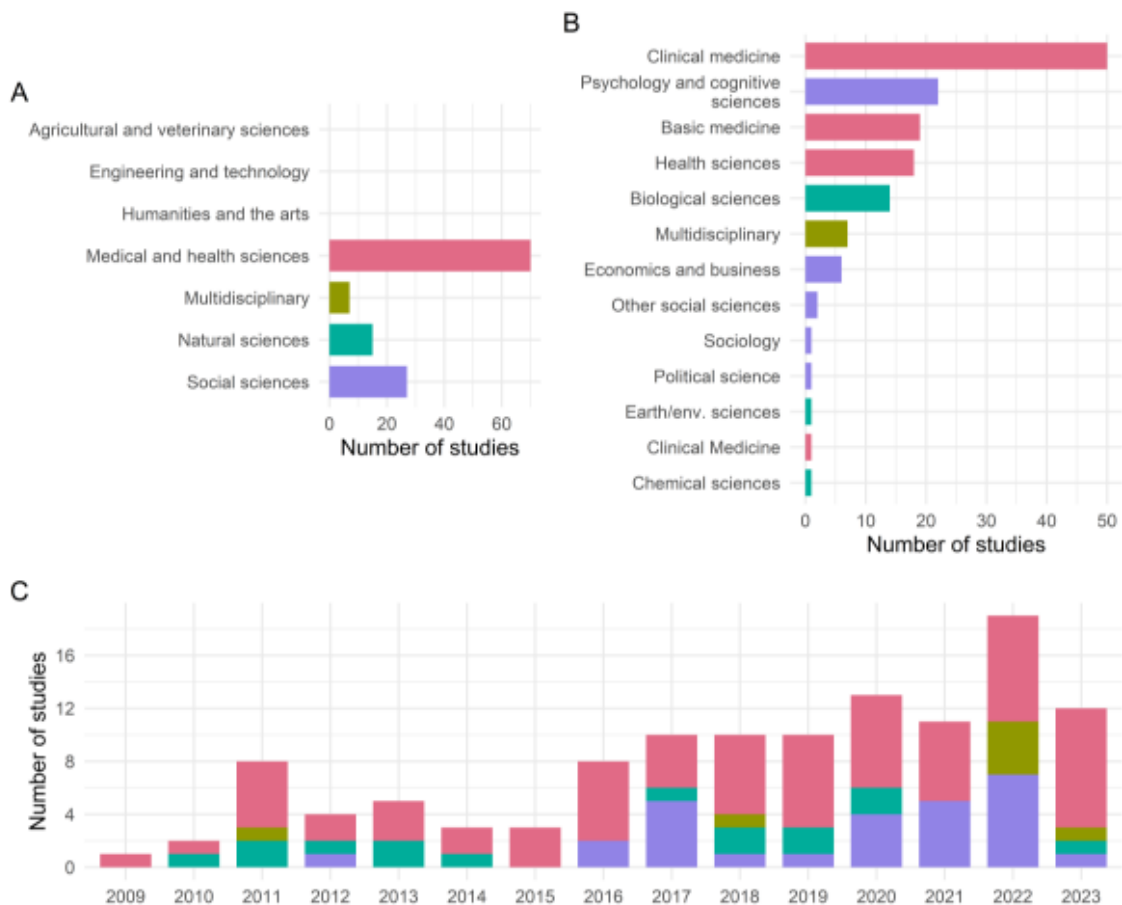 A
Agricultural and veterinary sciences
Engineering and technology
Humanities and the arts
Medical and health sciences
Multidisciplinary
Natural sciences
Social sciences
0 20 40 60
Number of studies
B
Clinical medicine
Psychology and cognitive
sciences
Basic medicine
Health sciences
Biological sciences
Multidisciplinary
Economics and business
Other social sciences
Sociology
Political science
Earth/env. sciences
Clinical Medicine
Chemical sciences
0 10 20 30 40 50
Number of studies
C
Number of studies
16
12
8
4
0
2009 2010 2011 2012 2013 2014 2015 2016 2017 2018 2019 2020 2021 2022 2023